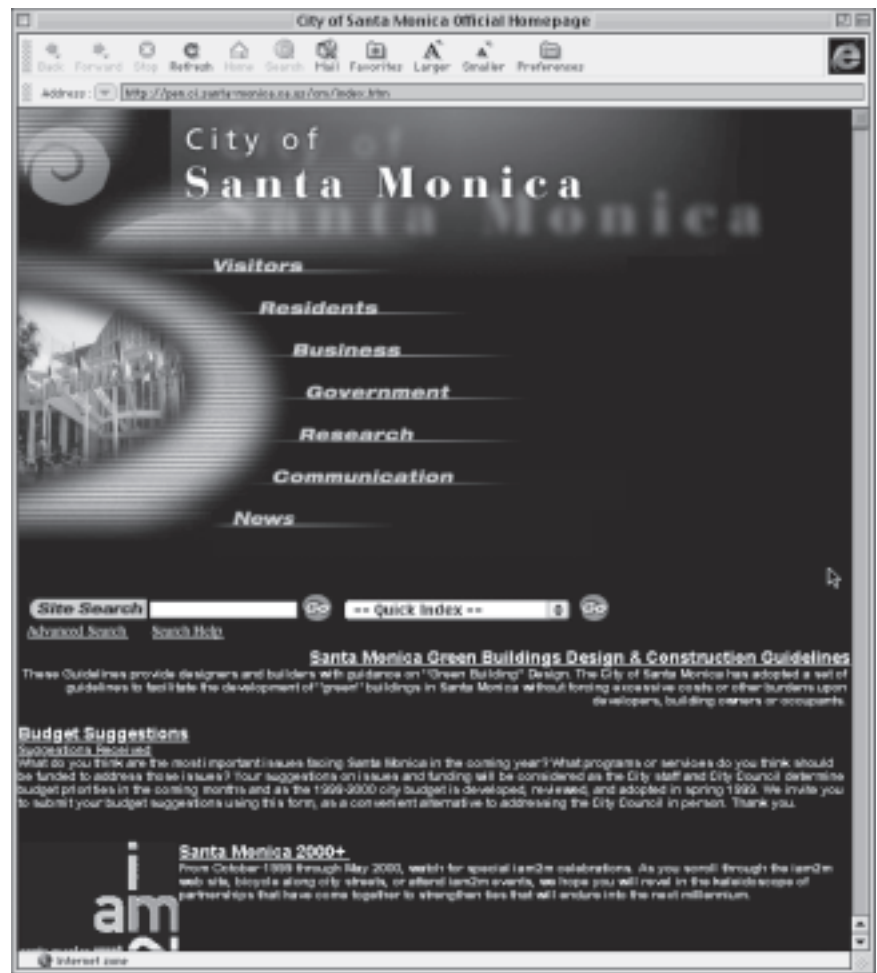 City of Santa Monica Official Homepage
Back Forward Stop Refresh Home Search Mail Favorites Larger Smaller Preferences
Address: http://pen.ci.santa-monica.ca.us/cm/index.htm
City of
Santa Monica
Visitors
Residents
Business
Government
Research
Communication
News
Site Search Go -- Quick Index -- Go
Advanced Search Search Help
Santa Monica Green Buildings Design & Construction Guidelines
These Guidelines provide designers and builders with guidance on "Green Building" Design. The City of Santa Monica has adopted a set of
guidelines to facilitate the development of "green" buildings in Santa Monica without forcing excessive costs or other burdens upon
developers, building owners or occupants.
Budget Suggestions
Suggestions Received
What do you think are the most important issues facing Santa Monica in the coming year? What programs or services do you think should
be funded to address those issues? Your suggestions on issues and funding will be considered as the City staff and City Council determine
budget priorities in the coming months and as the 1999-2000 city budget is developed, reviewed, and adopted in spring 1999. We invite you
to submit your budget suggestions using this form, as a convenient alternative to addressing the City Council in person. Thank you.
i
am
Santa Monica 2000+
From October 1998 through May 2000, watch for special iam2m celebrations. As you scroll through the iam2m
web site, bicycle along city streets, or attend iam2m events, we hope you will revel in the kaleidoscope of
partnerships that have come together to strengthen ties that will endure into the next millennium.
Internet zone